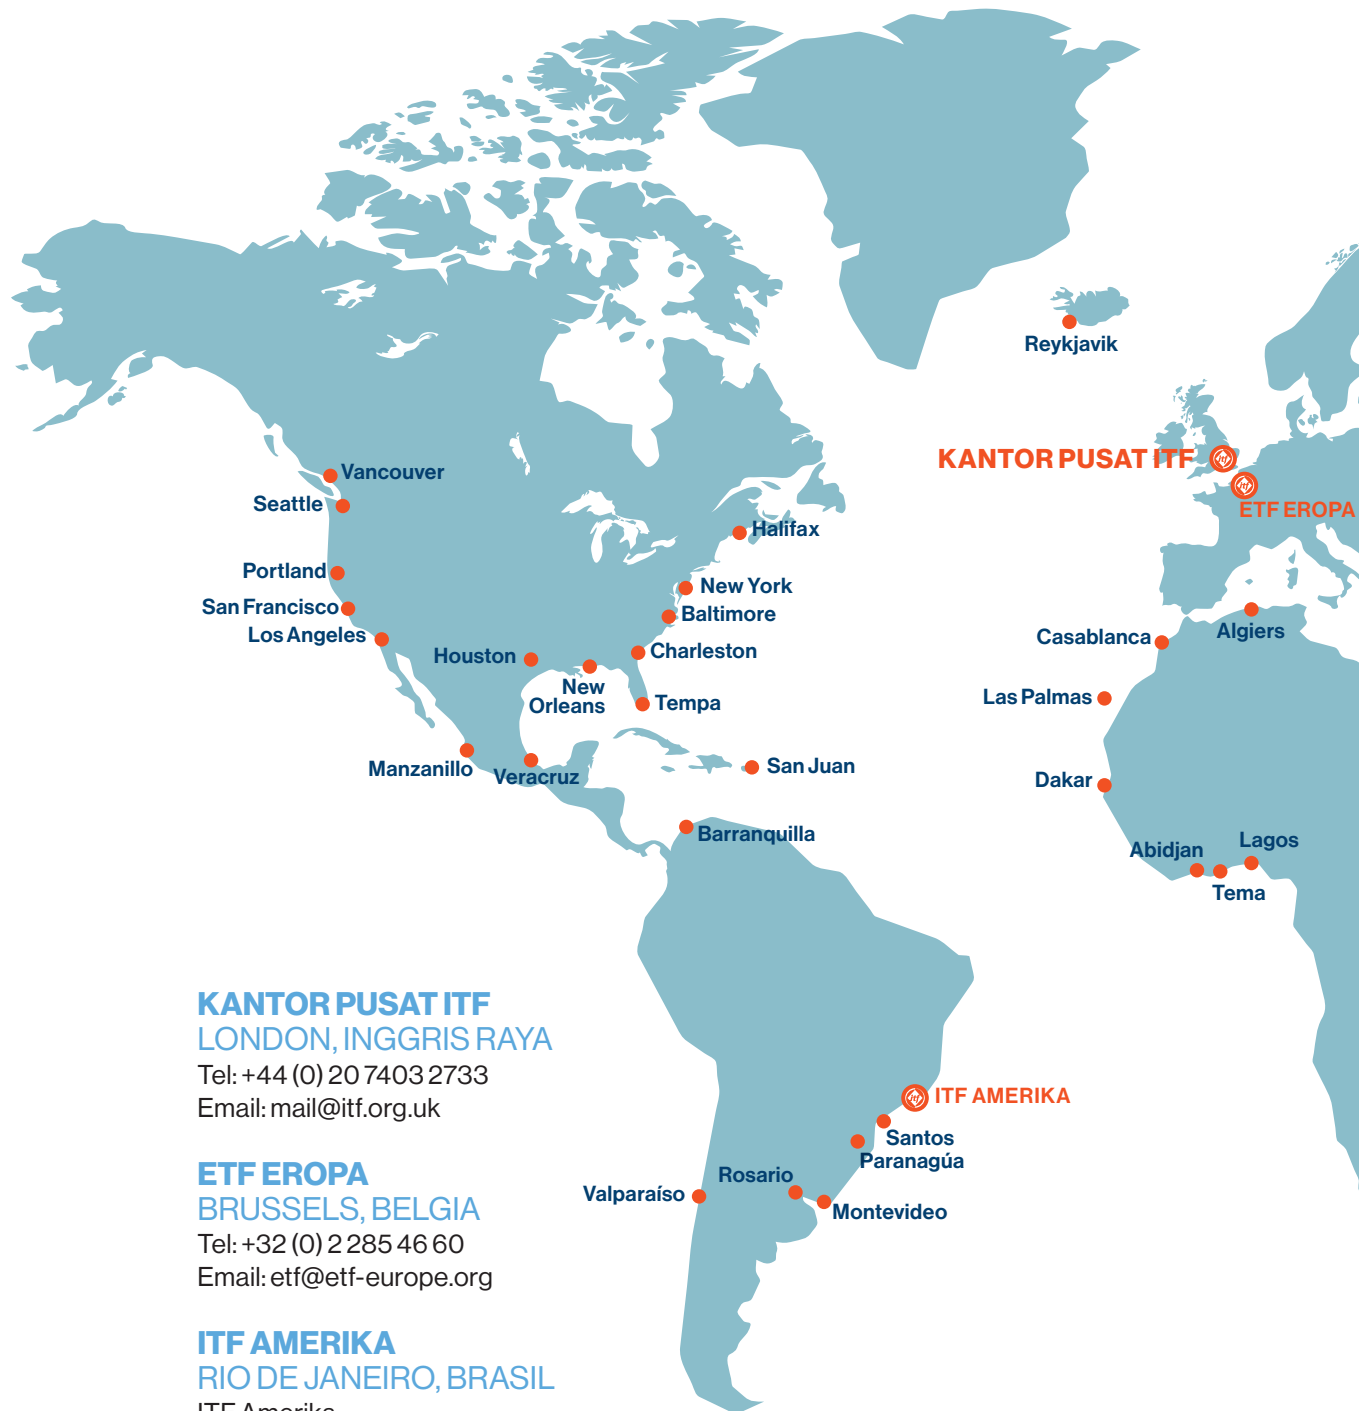 Reykjavik
KANTOR PUSAT ITF
ETF EROPA
Vancouver
Seattle
Halifax
Portland
New York
San Francisco
Baltimore
Los Angeles
Casablanca
Algiers
Houston
Charleston
New
Orleans
Tempa
Las Palmas
Manzanillo
Veracruz
San Juan
Dakar
Barranquilla
Abidjan
Lagos
Tema
KANTOR PUSAT ITF
LONDON, INGGRIS RAYA
Tel: +44 (0) 20 7403 2733
Email: mail@itf.org.uk
ITF AMERIKA
Santos
Paranagúa
Rosario
Valparaíso
Montevideo
ETF EROPA
BRUSSELS, BELGIA
Tel: +32 (0) 2 285 46 60
Email: etf@etf-europe.org
ITF AMERIKA
RIO DE JANEIRO, BRASIL
ITF Amerika